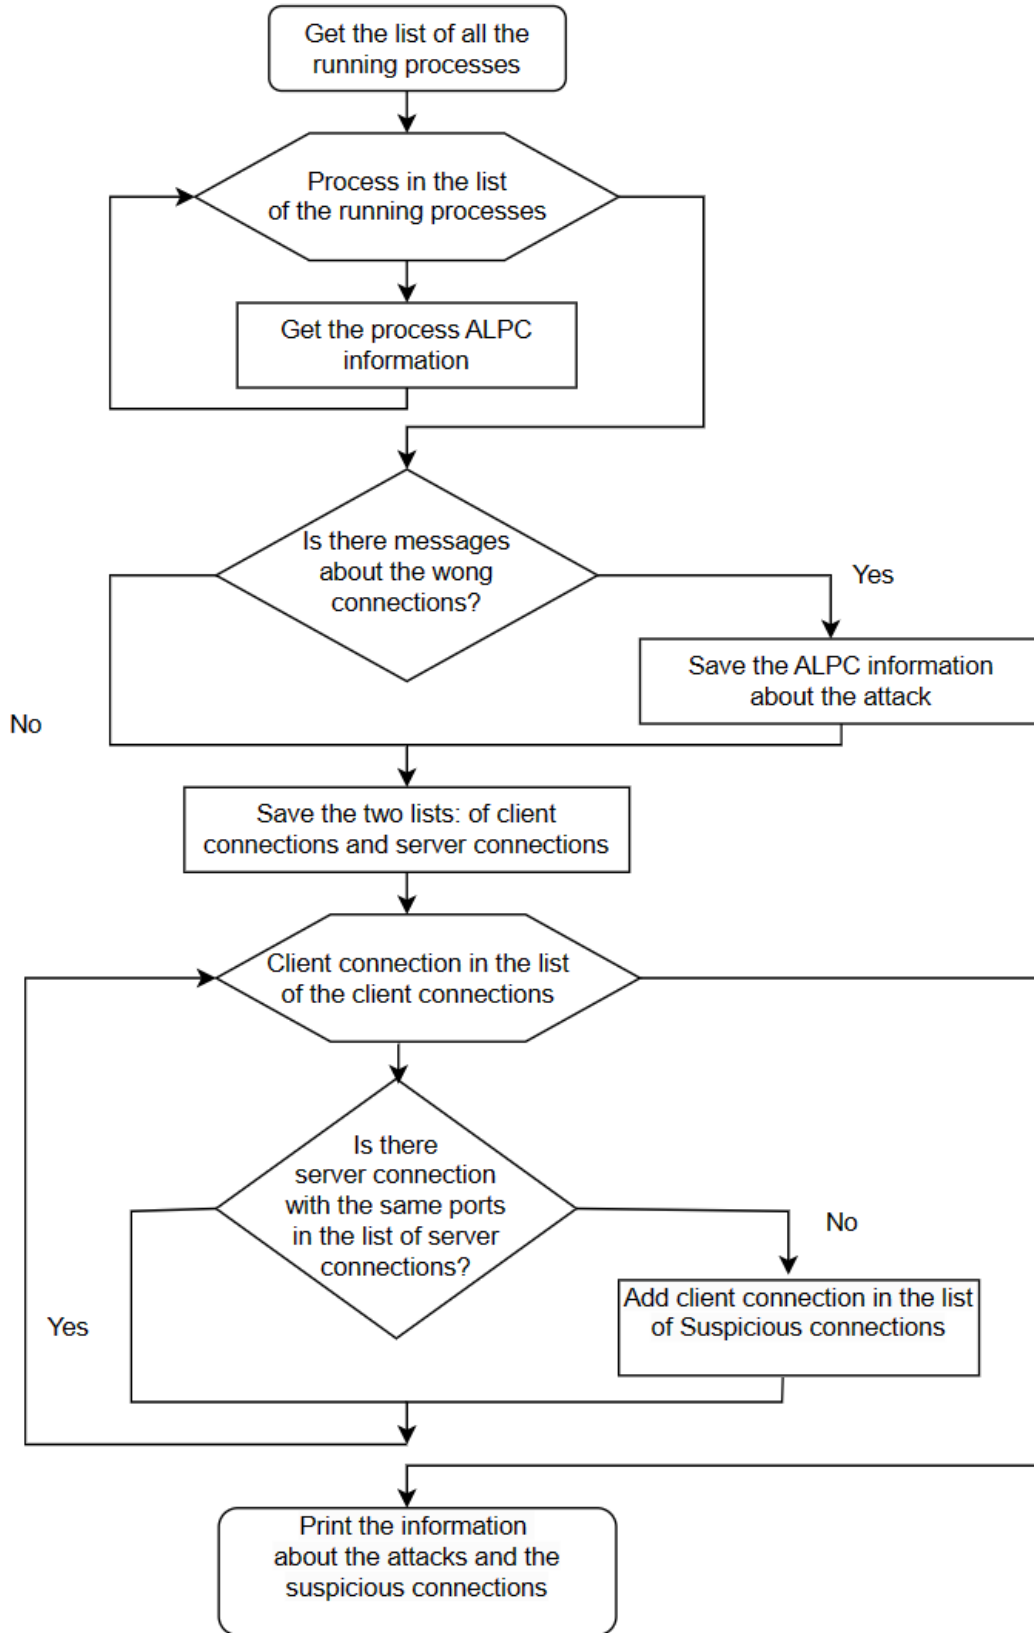 Get the list of all the
running processes
Process in the list
of the running processes
Get the process ALPC
information
Is there messages
about the wong
connections?
Yes
Save the ALPC information
about the attack
No
Save the two lists: of client
connections and server connections
Client connection in the list
of the client connections
Is there
server connection
with the same ports
in the list of server
connections?
No
Add client connection in the list
of Suspicious connections
Yes
Print the information
about the attacks and the
suspicious connections